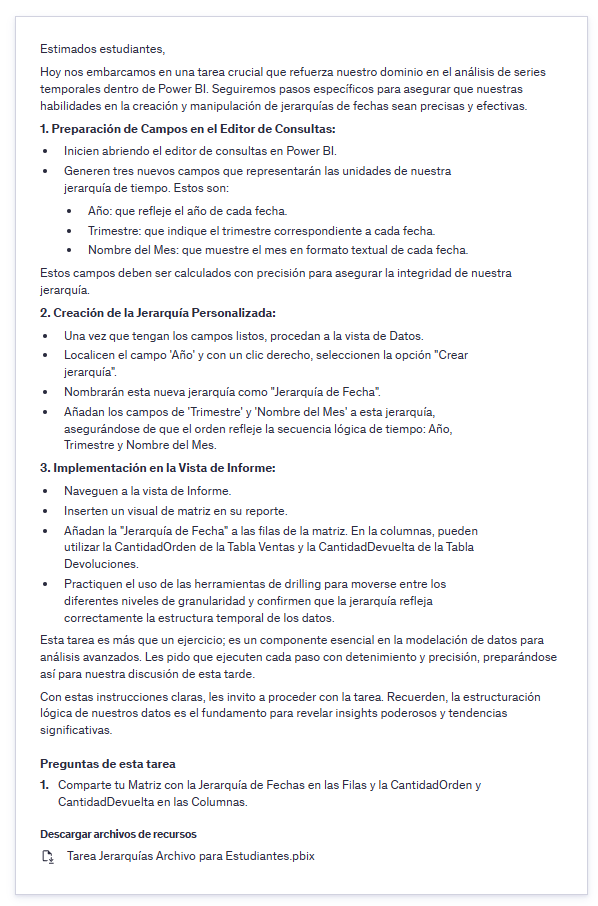 Estimados estudiantes,
Hoy nos embarcamos en una tarea crucial que refuerza nuestro dominio en el análisis de series
temporales dentro de Power BI. Seguiremos pasos específicos para asegurar que nuestras
habilidades en la creación y manipulación de jerarquías de fechas sean precisas y efectivas.
1. Preparación de Campos en el Editor de Consultas:
• Inicien abriendo el editor de consultas en Power BI.
• Generen tres nuevos campos que representarán las unidades de nuestra
jerarquía de tiempo. Estos son:
• Año: que refleje el año de cada fecha.
• Trimestre: que indique el trimestre correspondiente a cada fecha.
• Nombre del Mes: que muestre el mes en formato textual de cada fecha.
Estos campos deben ser calculados con precisión para asegurar la integridad de nuestra
jerarquía.
2. Creación de la Jerarquía Personalizada:
• Una vez que tengan los campos listos, procedan a la vista de Datos.
• Localicen el campo 'Año' y con un clic derecho, seleccionen la opción "Crear
jerarquía".
• Nombrarán esta nueva jerarquía como "Jerarquía de Fecha".
• Añadan los campos de 'Trimestre' y 'Nombre del Mes' a esta jerarquía,
asegurándose de que el orden refleje la secuencia lógica de tiempo: Año,
Trimestre y Nombre del Mes.
3. Implementación en la Vista de Informe:
• Naveguen a la vista de Informe.
• Inserten un visual de matriz en su reporte.
• Añadan la "Jerarquía de Fecha" a las filas de la matriz. En la columnas, pueden
utilizar la CantidadOrden de la Tabla Ventas y la CantidadDevuelta de la Tabla
Devoluciones.
• Practiquen el uso de las herramientas de drilling para moverse entre los
diferentes niveles de granularidad y confirmen que la jerarquía refleja
correctamente la estructura temporal de los datos.
Esta tarea es más que un ejercicio; es un componente esencial en la modelación de datos para
análisis avanzados. Les pido que ejecuten cada paso con detenimiento y precisión, preparándose
así para nuestra discusión de esta tarde.
Con estas instrucciones claras, les invito a proceder con la tarea. Recuerden, la estructuración
lógica de nuestros datos es el fundamento para revelar insights poderosos y tendencias
significativas.
Preguntas de esta tarea
1. Comparte tu Matriz con la Jerarquía de Fechas en las Filas y la CantidadOrden y
CantidadDevuelta en las Columnas.
Descargar archivos de recursos
Tarea Jerarquías Archivo para Estudiantes.pbix